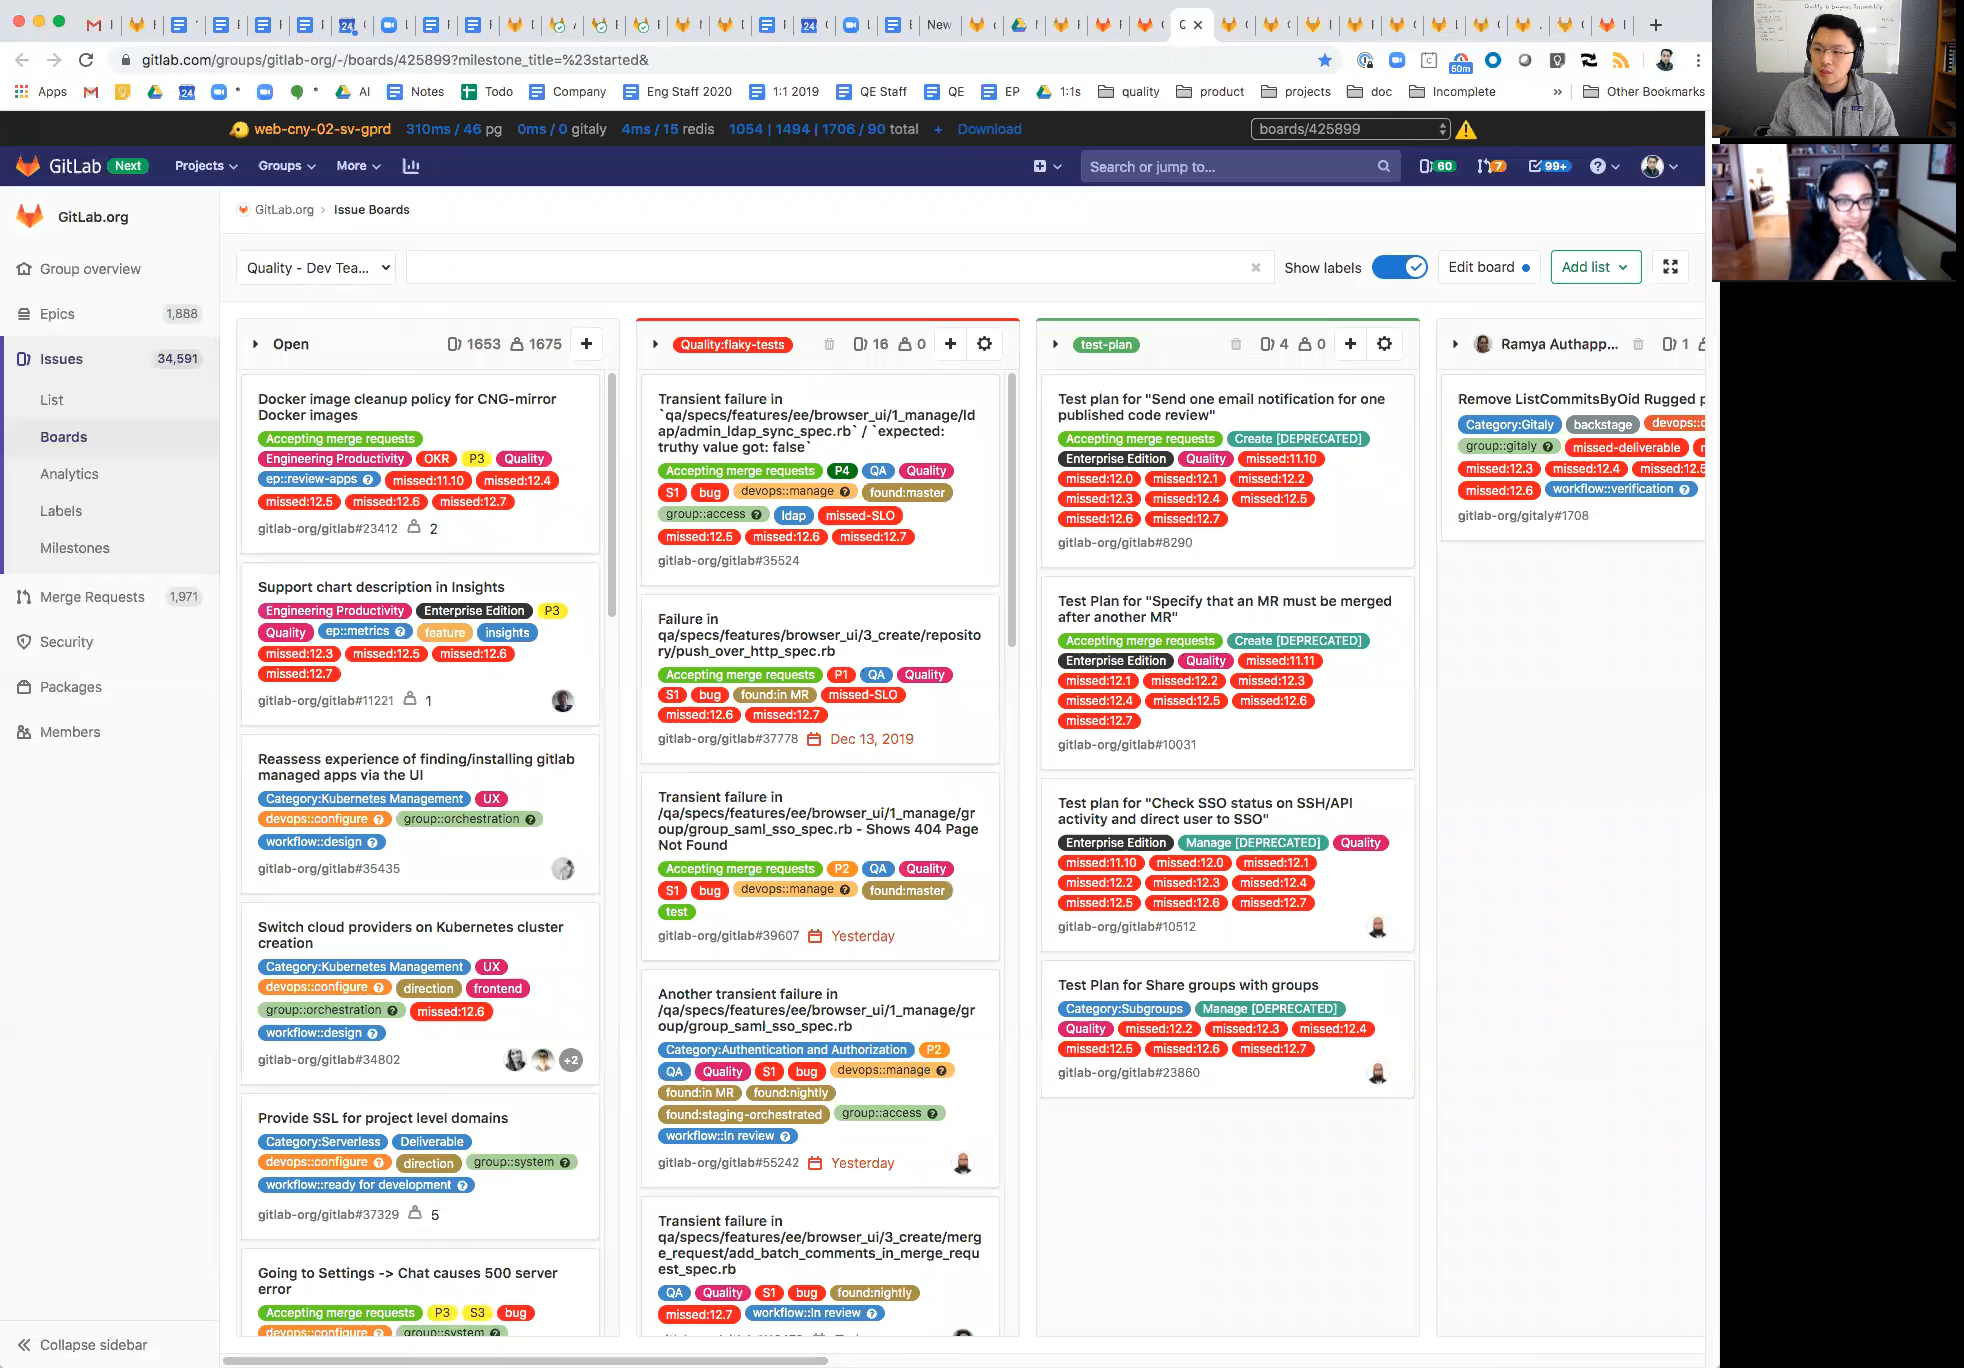 New
gitlab.com/groups/gitlab-org/-/boards/425899?milestone_title=%23started&
50m
Apps
24
AI
Notes
Todo
Company
Eng Staff 2020
1:1 2019
QE Staff
QE
EP
1:1s
quality
product
projects
doc
Incomplete
»
Other Bookmarks
web-cny-02-sv-gprd 310ms / 46 pg 0ms / 0 gitaly 4ms / 15 redis 1054 | 1494 | 1706 / 90 total + Download
boards/425899
GitLab Next Projects Groups More
Search or jump to...
60 7 99+
GitLab.org
Group overview
Epics 1,888
Issues 34,591
List
Boards
Analytics
Labels
Milestones
Merge Requests 1,971
Security
Packages
Members
Collapse sidebar
GitLab.org › Issue Boards
Quality - Dev Tea...
Show labels
Edit board
Add list
Open 1653 1675
Docker image cleanup policy for CNG-mirror
Docker images
Accepting merge requests
Engineering Productivity OKR P3 Quality
ep::review-apps missed:11.10 missed:12.4
missed:12.5 missed:12.6 missed:12.7
gitlab-org/gitlab#23412 2
Support chart description in Insights
Engineering Productivity Enterprise Edition P3
Quality ep::metrics feature insights
missed:12.3 missed:12.5 missed:12.6
missed:12.7
gitlab-org/gitlab#11221 1
Reassess experience of finding/installing gitlab
managed apps via the UI
Category:Kubernetes Management UX
devops::configure group::orchestration
workflow::design
gitlab-org/gitlab#35435
Switch cloud providers on Kubernetes cluster
creation
Category:Kubernetes Management UX
devops::configure direction frontend
group::orchestration missed:12.6
workflow::design
gitlab-org/gitlab#34802 +2
Provide SSL for project level domains
Category:Serverless Deliverable
devops::configure direction group::system
workflow::ready for development
gitlab-org/gitlab#37329 5
Going to Settings -> Chat causes 500 server
error
Accepting merge requests P3 S3 bug
devops::configure group::system
Quality:flaky-tests 16 0
Transient failure in
`qa/specs/features/ee/browser_ui/1_manage/ld
ap/admin_ldap_sync_spec.rb` / `expected:
truthy value got: false`
Accepting merge requests P4 QA Quality
S1 bug devops::manage found:master
group::access ldap missed-SLO
missed:12.5 missed:12.6 missed:12.7
gitlab-org/gitlab#35524
Failure in
qa/specs/features/browser_ui/3_create/reposito
ry/push_over_http_spec.rb
Accepting merge requests P1 QA Quality
S1 bug found:in MR missed-SLO
missed:12.6 missed:12.7
gitlab-org/gitlab#37778 Dec 13, 2019
Transient failure in
/qa/specs/features/ee/browser_ui/1_manage/gr
oup/group_saml_sso_spec.rb - Shows 404 Page
Not Found
Accepting merge requests P2 QA Quality
S1 bug devops::manage found:master
test
gitlab-org/gitlab#39607 Yesterday
Another transient failure in
/qa/specs/features/ee/browser_ui/1_manage/gr
oup/group_saml_sso_spec.rb
Category:Authentication and Authorization P2
QA Quality S1 bug devops::manage
found:in MR found:nightly
found:staging-orchestrated group::access
workflow::In review
gitlab-org/gitlab#55242 Yesterday
Transient failure in
qa/specs/features/ee/browser_ui/3_create/merg
e_request/add_batch_comments_in_merge_requ
est_spec.rb
QA Quality S1 bug found:nightly
missed:12.7 workflow::In review
test-plan 4 0
Test plan for "Send one email notification for one
published code review"
Accepting merge requests Create [DEPRECATED]
Enterprise Edition Quality missed:11.10
missed:12.0 missed:12.1 missed:12.2
missed:12.3 missed:12.4 missed:12.5
missed:12.6 missed:12.7
gitlab-org/gitlab#8290
Test Plan for "Specify that an MR must be merged
after another MR"
Accepting merge requests Create [DEPRECATED]
Enterprise Edition Quality missed:11.11
missed:12.1 missed:12.2 missed:12.3
missed:12.4 missed:12.5 missed:12.6
missed:12.7
gitlab-org/gitlab#10031
Test plan for "Check SSO status on SSH/API
activity and direct user to SSO"
Enterprise Edition Manage [DEPRECATED] Quality
missed:11.10 missed:12.0 missed:12.1
missed:12.2 missed:12.3 missed:12.4
missed:12.5 missed:12.6 missed:12.7
gitlab-org/gitlab#10512
Test Plan for Share groups with groups
Category:Subgroups Manage [DEPRECATED]
Quality missed:12.2 missed:12.3 missed:12.4
missed:12.5 missed:12.6 missed:12.7
gitlab-org/gitlab#23860
Ramya Authapp... 1
Remove ListCommitsByOid Rugged
Category:Gitaly backstage devops::
group::gitaly missed-deliverable
missed:12.3 missed:12.4 missed:12.5
missed:12.6 workflow::verification
gitlab-org/gitaly#1708